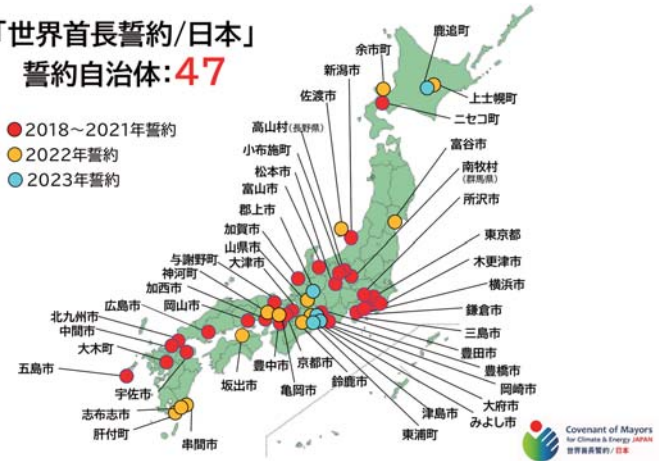 「世界首長誓約/日本」
誓約自治体:47
2018～2021年誓約
2022年誓約
2023年誓約
鹿追町
余市町
新潟市
上士幌町
佐渡市
ニセコ町
高山村(長野県)
富谷市
小布施町
南牧村
(群馬県)
松本市
富山市
所沢市
郡上市
加賀市
東京都
山県市
大津市
木更津市
与謝野町
神河町
横浜市
加西市
広島市
岡山市
鎌倉市
北九州市
三島市
中間市
豊田市
大木町
豊橋市
五島市
京都市
豊中市
岡崎市
宇佐市
坂出市
亀岡市
鈴鹿市
大府市
志布志市
津島市
みよし市
肝付町
東浦町
串間市
Covenant of Mayors
for Climate & Energy JAPAN
世界首長誓約/日本